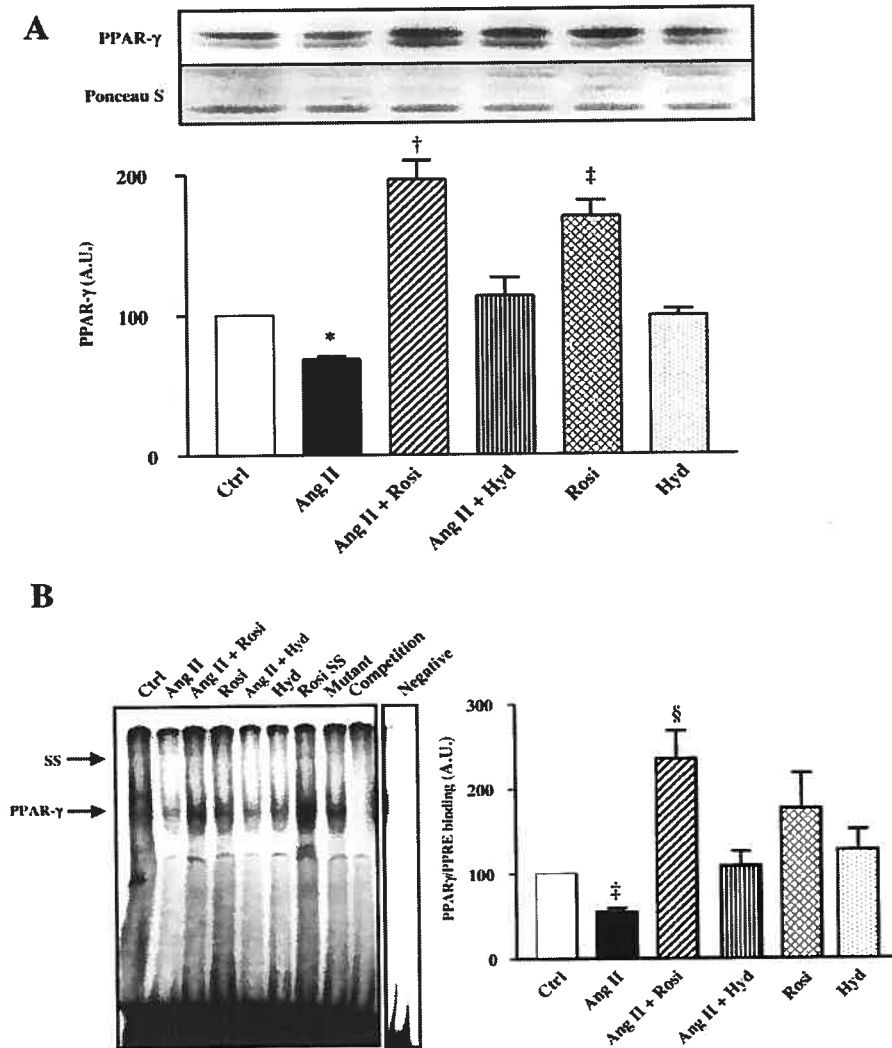 A
PPAR-γ
Ponceau S
PPAR-γ (A.U.)
200
100
0
†
*
‡
Ctrl
Ang II
Ang II + Rosi
Ang II + Hyd
Rosi
Hyd
B
Ctrl
Ang II
Ang II + Rosi
Rosi
Ang II + Hyd
Hyd
Rosi SS
Mutant
Competition
Negative
SS
PPAR-γ
PPARγ/PPRE binding (A.U.)
300
200
100
0
‡
§
Ctrl
Ang II
Ang II + Rosi
Ang II + Hyd
Rosi
Hyd